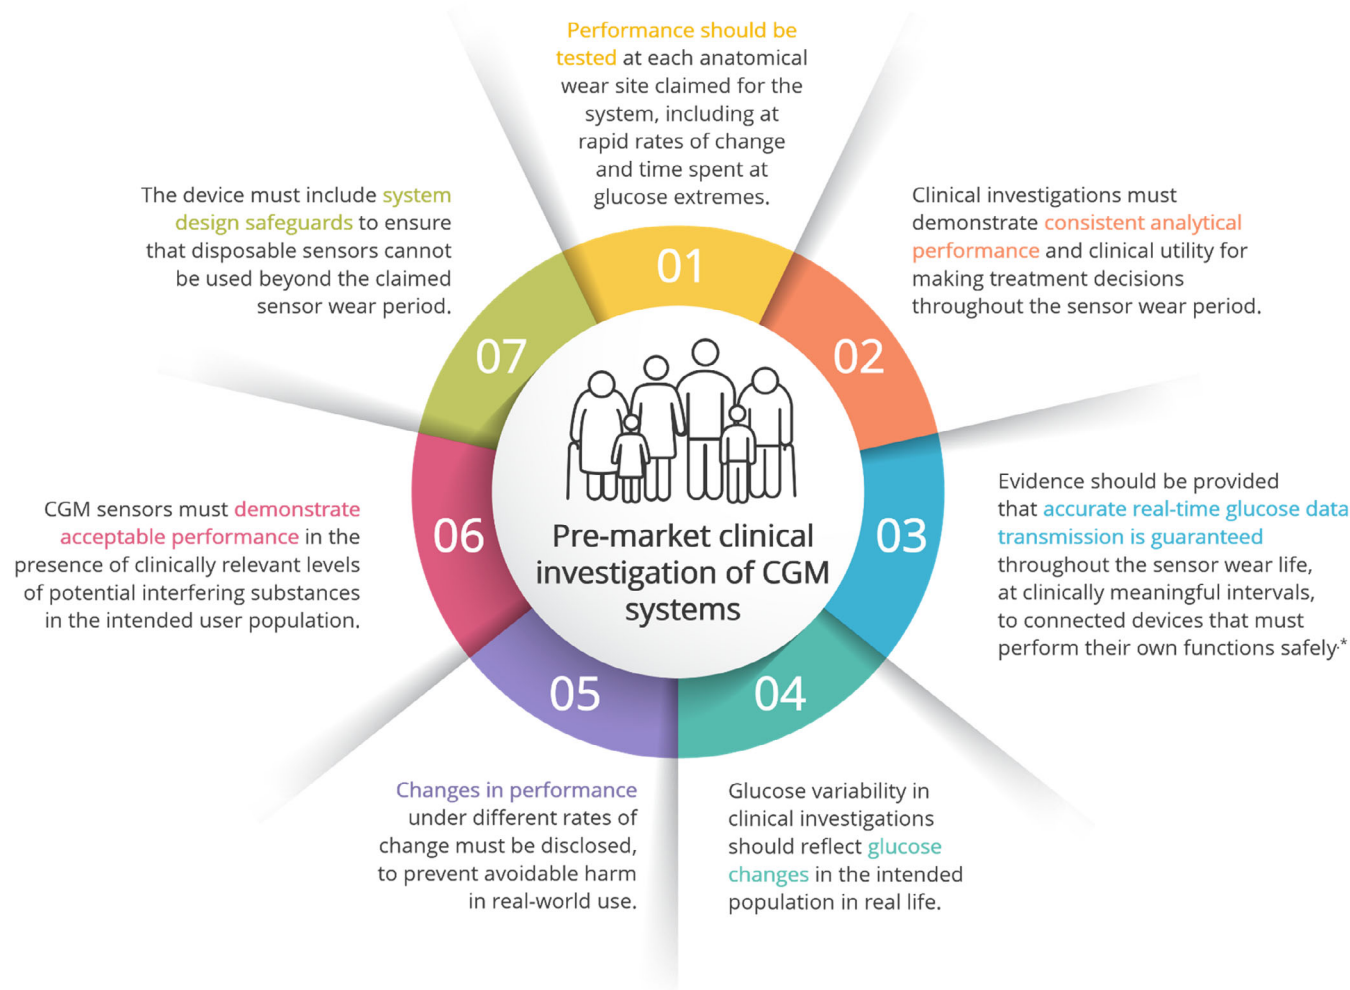 Performance should be
tested at each anatomical
wear site claimed for the
system, including at
rapid rates of change
and time spent at
glucose extremes.
01
Clinical investigations must
demonstrate consistent analytical
performance and clinical utility for
making treatment decisions
throughout the sensor wear period.
02
Evidence should be provided
that accurate real-time glucose data
transmission is guaranteed
throughout the sensor wear life,
at clinically meaningful intervals,
to connected devices that must
perform their own functions safely.*
03
Glucose variability in
clinical investigations
should reflect glucose
changes in the intended
population in real life.
04
Changes in performance
under different rates of
change must be disclosed,
to prevent avoidable harm
in real-world use.
05
CGM sensors must demonstrate
acceptable performance in the
presence of clinically relevant levels
of potential interfering substances
in the intended user population.
06
The device must include system
design safeguards to ensure
that disposable sensors cannot
be used beyond the claimed
sensor wear period.
07
Pre-market clinical
investigation of CGM
systems